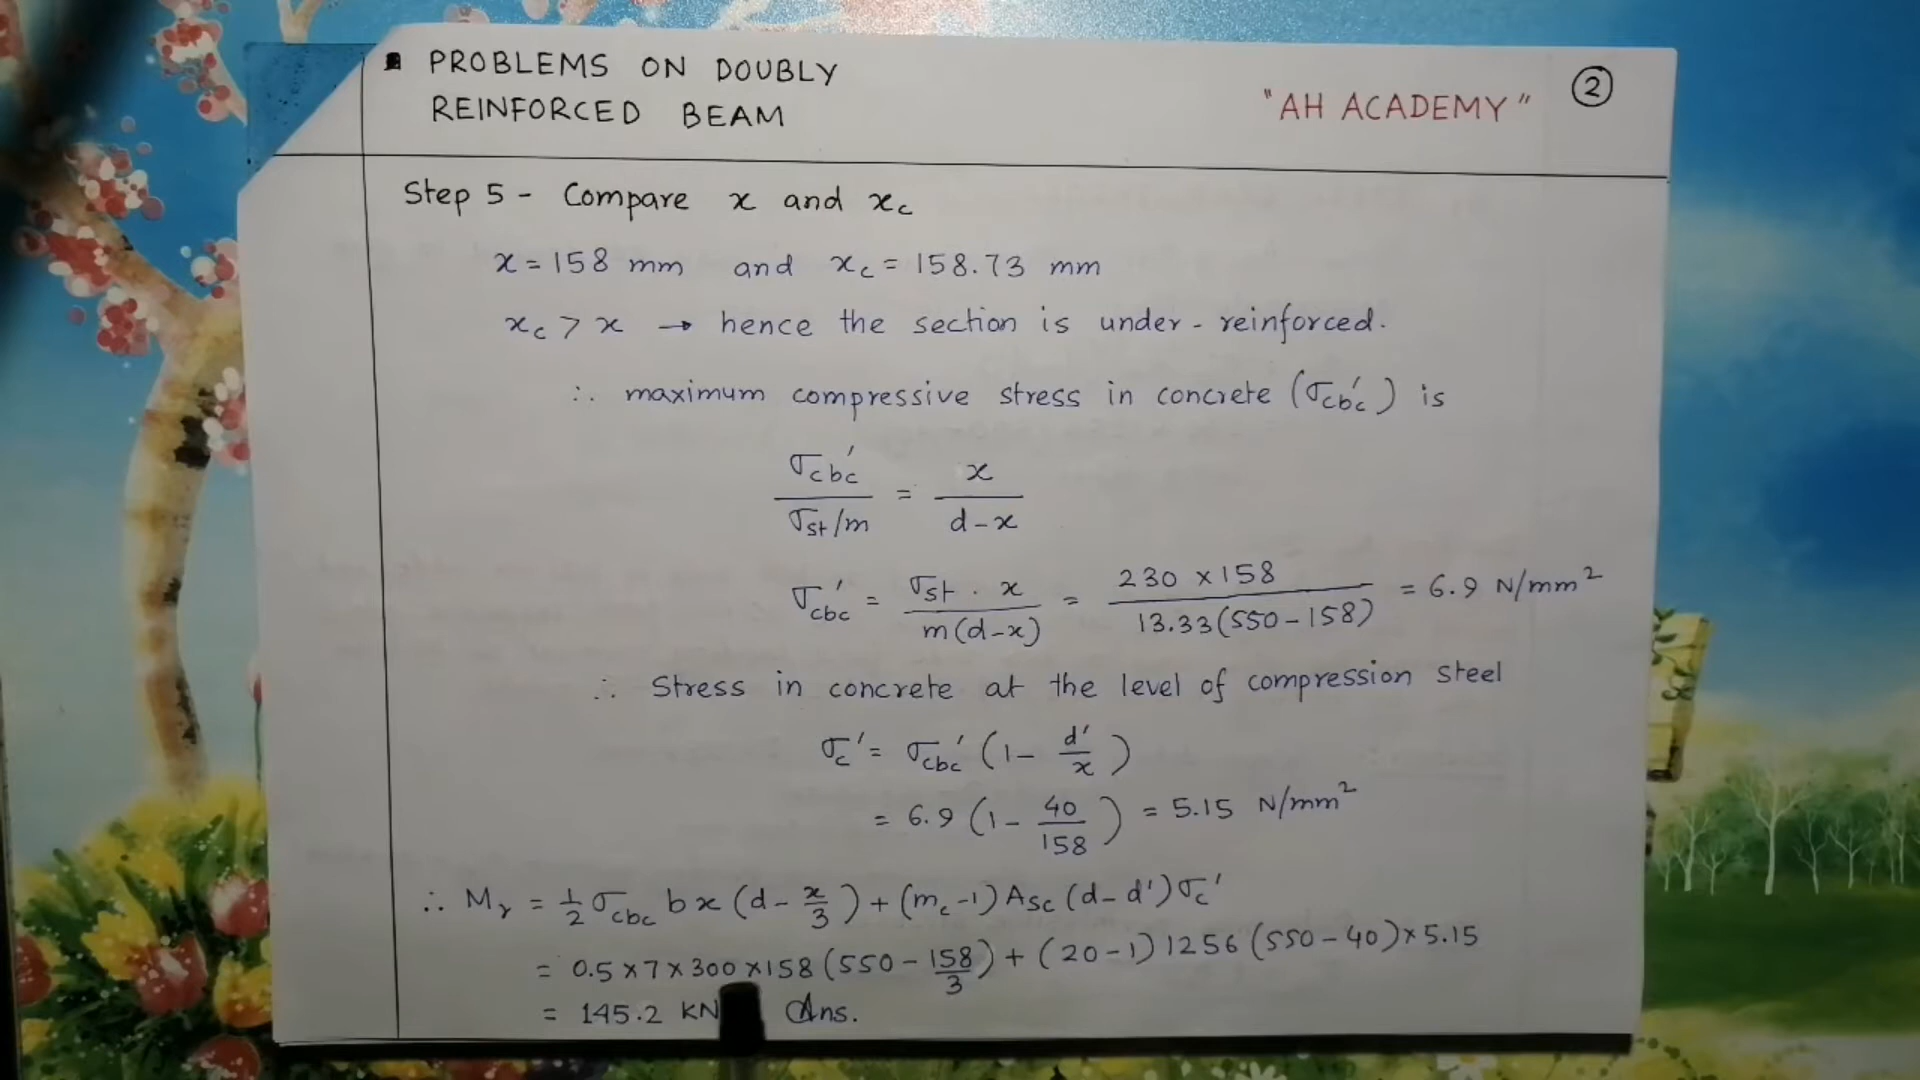 PROBLEMS ON DOUBLY
REINFORCED BEAM
"AH ACADEMY"
2
Step 5 - Compare x and xc
x = 158 mm and xc = 158.73 mm
xc > x → hence the section is under-reinforced.
∴ maximum compressive stress in concrete (σcbc') is
σcbc' / (σst/m) = x / (d-x)
σcbc' = σst . x / m(d-x) = 230 × 158 / 13.33(550-158) = 6.9 N/mm²
∴ Stress in concrete at the level of compression steel
σc' = σcbc' (1 - d'/x)
= 6.9 (1 - 40/158) = 5.15 N/mm²
∴ Mr = ½ σcbc b x (d - x/3) + (mc-1) Asc (d-d') σc'
= 0.5 × 7 × 300 × 158 (550 - 158/3) + (20-1) 1256 (550-40) × 5.15
= 145.2 KN Ans.